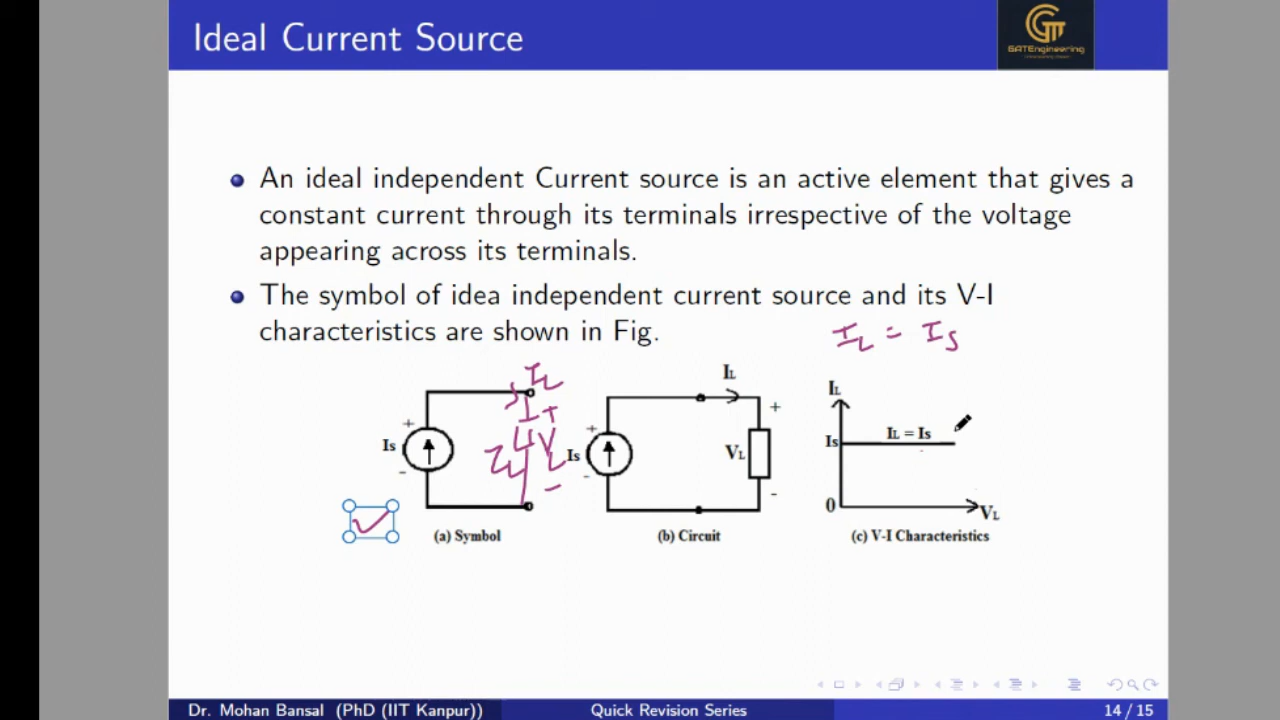 Ideal Current Source
GATEngineering
An ideal independent Current source is an active element that gives a
constant current through its terminals irrespective of the voltage
appearing across its terminals.
The symbol of idea independent current source and its V-I
characteristics are shown in Fig.
IL = Is
IL
+
Is
-
ZL
+
VL
-
(a) Symbol
IL
+
Is
-
+
VL
-
(b) Circuit
IL
Is
IL = Is
0
VL
(c) V-I Characteristics
Dr. Mohan Bansal (PhD (IIT Kanpur))
Quick Revision Series
14 / 15